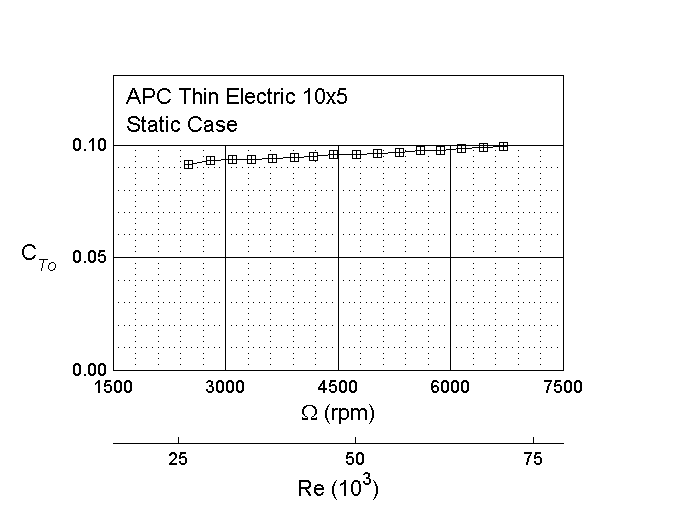 APC Thin Electric 10x5
Static Case
0.10
0.05
0.00
C_To
1500 3000 4500 6000 7500
Ω (rpm)
25 50 75
Re (10³)